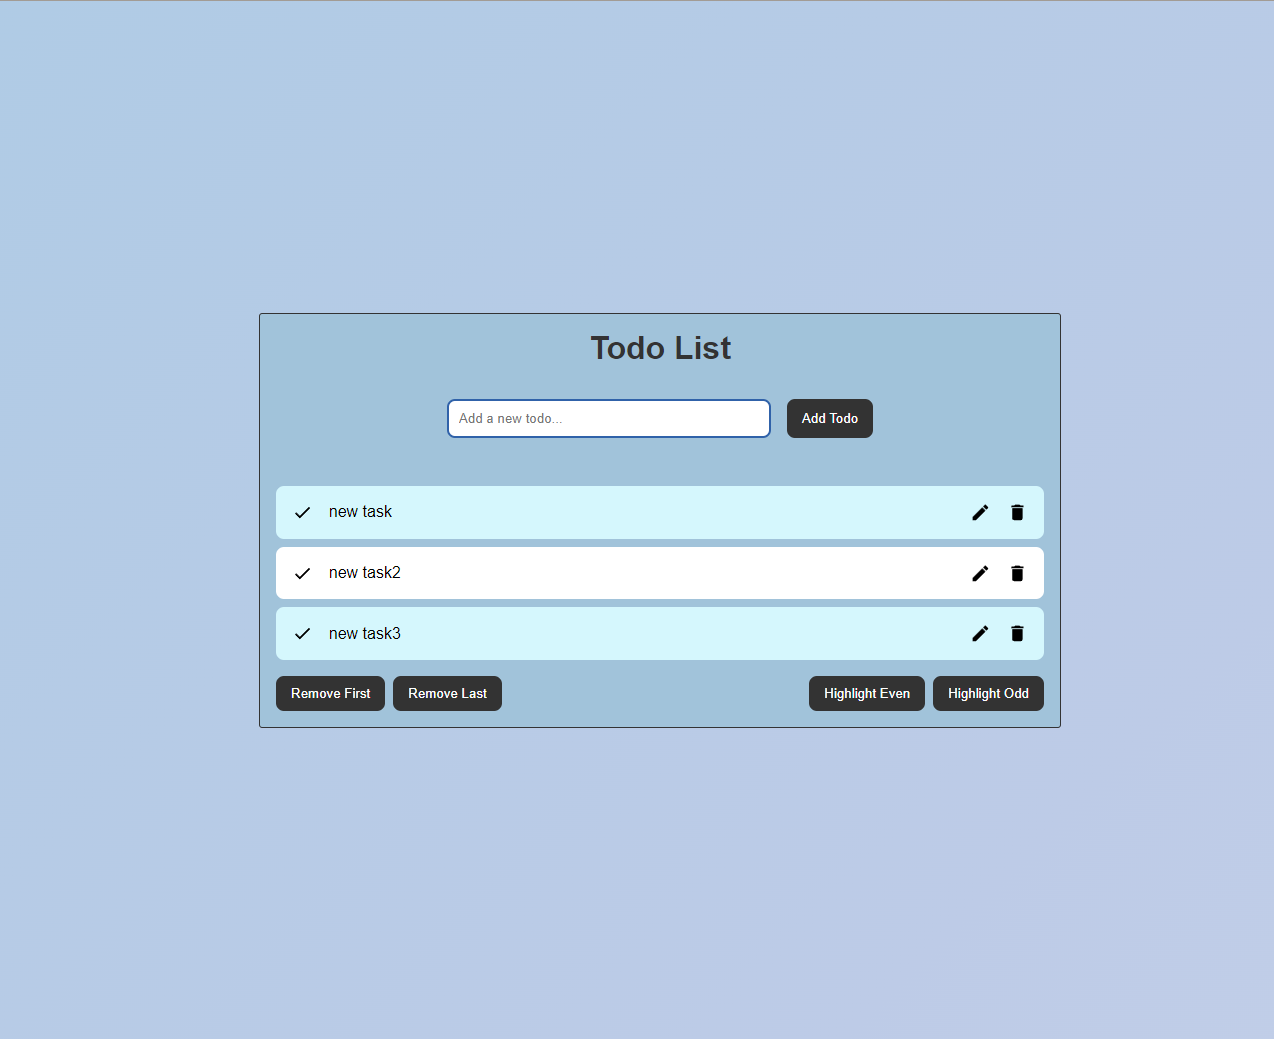 Todo List
Add a new todo... Add Todo
new task
new task2
new task3
Remove First Remove Last Highlight Even Highlight Odd